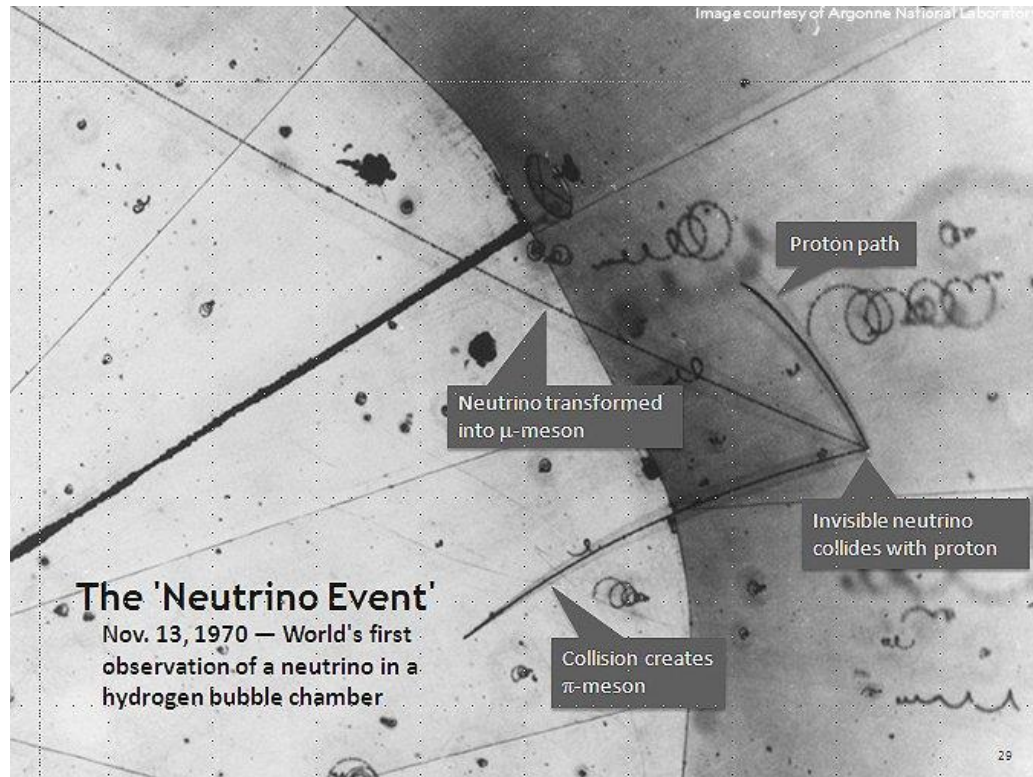 Image courtesy of Argonne National Laborator
Proton path
Neutrino transformed
into μ-meson
Invisible neutrino
collides with proton
The 'Neutrino Event'
Nov. 13, 1970 — World's first
observation of a neutrino in a
hydrogen bubble chamber
Collision creates
π-meson
29